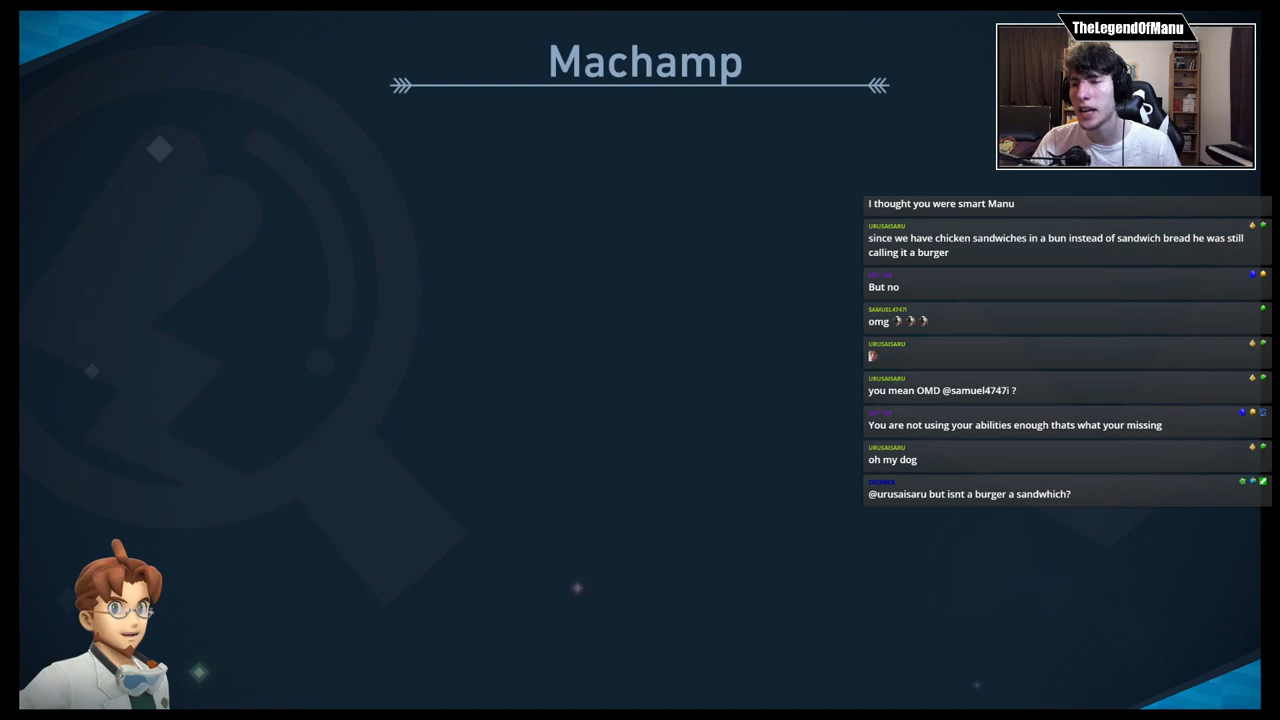 Machamp
TheLegendOfManu
I thought you were smart Manu
URUSAISARU
since we have chicken sandwiches in a bun instead of sandwich bread he was still
calling it a burger
But no
SAMUEL4747I
omg
URUSAISARU
URUSAISARU
you mean OMD @samuel4747i ?
You are not using your abilities enough thats what your missing
URUSAISARU
oh my dog
@urusaisaru but isnt a burger a sandwhich?